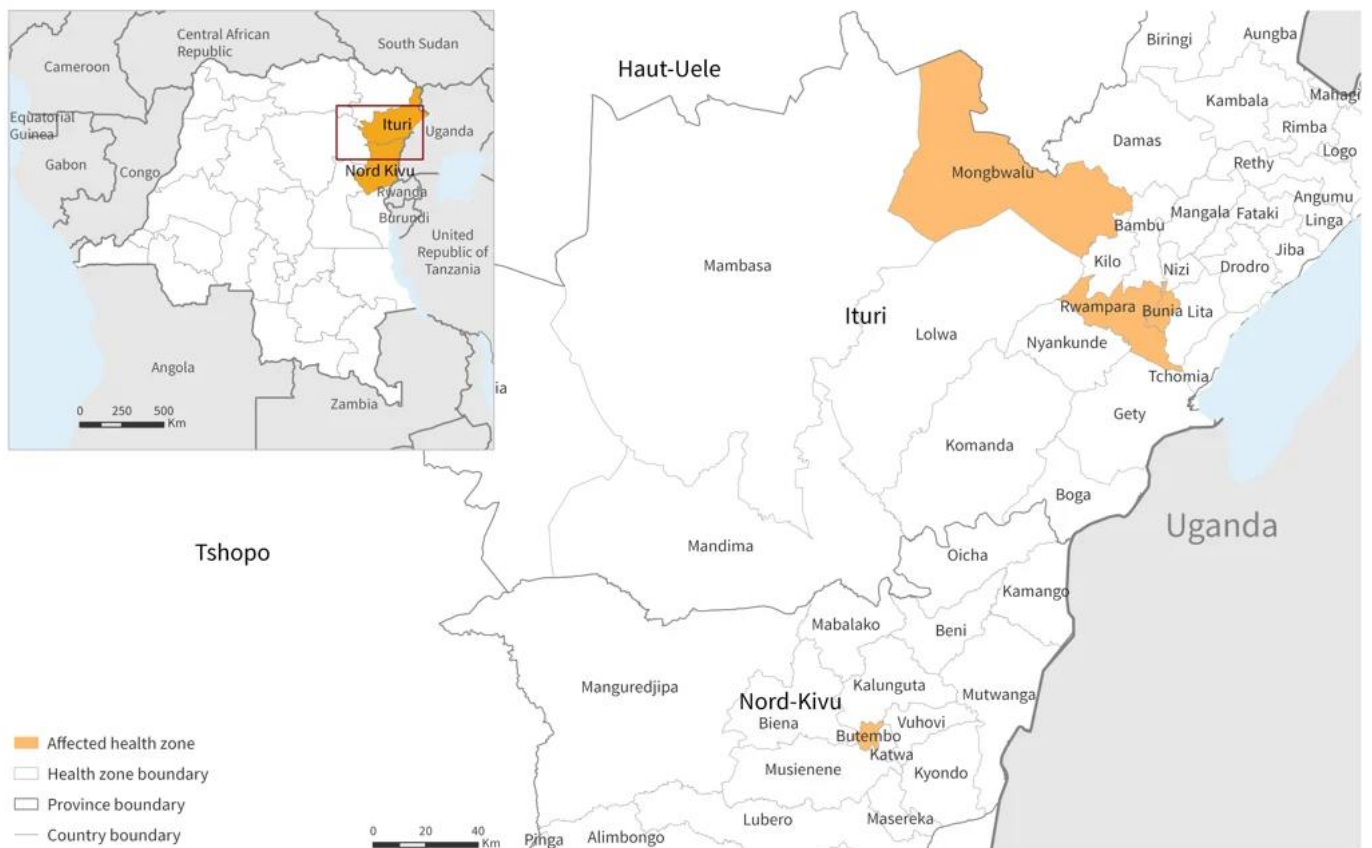 Central African
Republic
South Sudan
Cameroon
Equatorial
Guinea
Ituri
Uganda
Gabon
Congo
Nord Kivu
Rwanda
Burundi
United
Republic of
Tanzania
Angola
Zambia
0 250 500
Km
Haut-Uele
Biringi
Aungba
Kambala
Mahagi
Damas
Rimba
Logo
Rethy
Mongbwalu
Angumu
Mangala
Fataki
Linga
Bambu
Jiba
Mambasa
Kilo
Nizi
Drodro
Ituri
Rwampara
Bunia
Lita
Lolwa
Nyankunde
Tchomia
ia
Gety
Komanda
Boga
Uganda
Tshopo
Mandima
Oicha
Kamango
Mabalako
Beni
Manguredjipa
Kalunguta
Mutwanga
Nord-Kivu
Biena
Vuhovi
Butembo
Katwa
Musienene
Kyondo
Lubero
Masereka
Pinga
Alimbongo
Affected health zone
Health zone boundary
Province boundary
Country boundary
0 20 40
Km